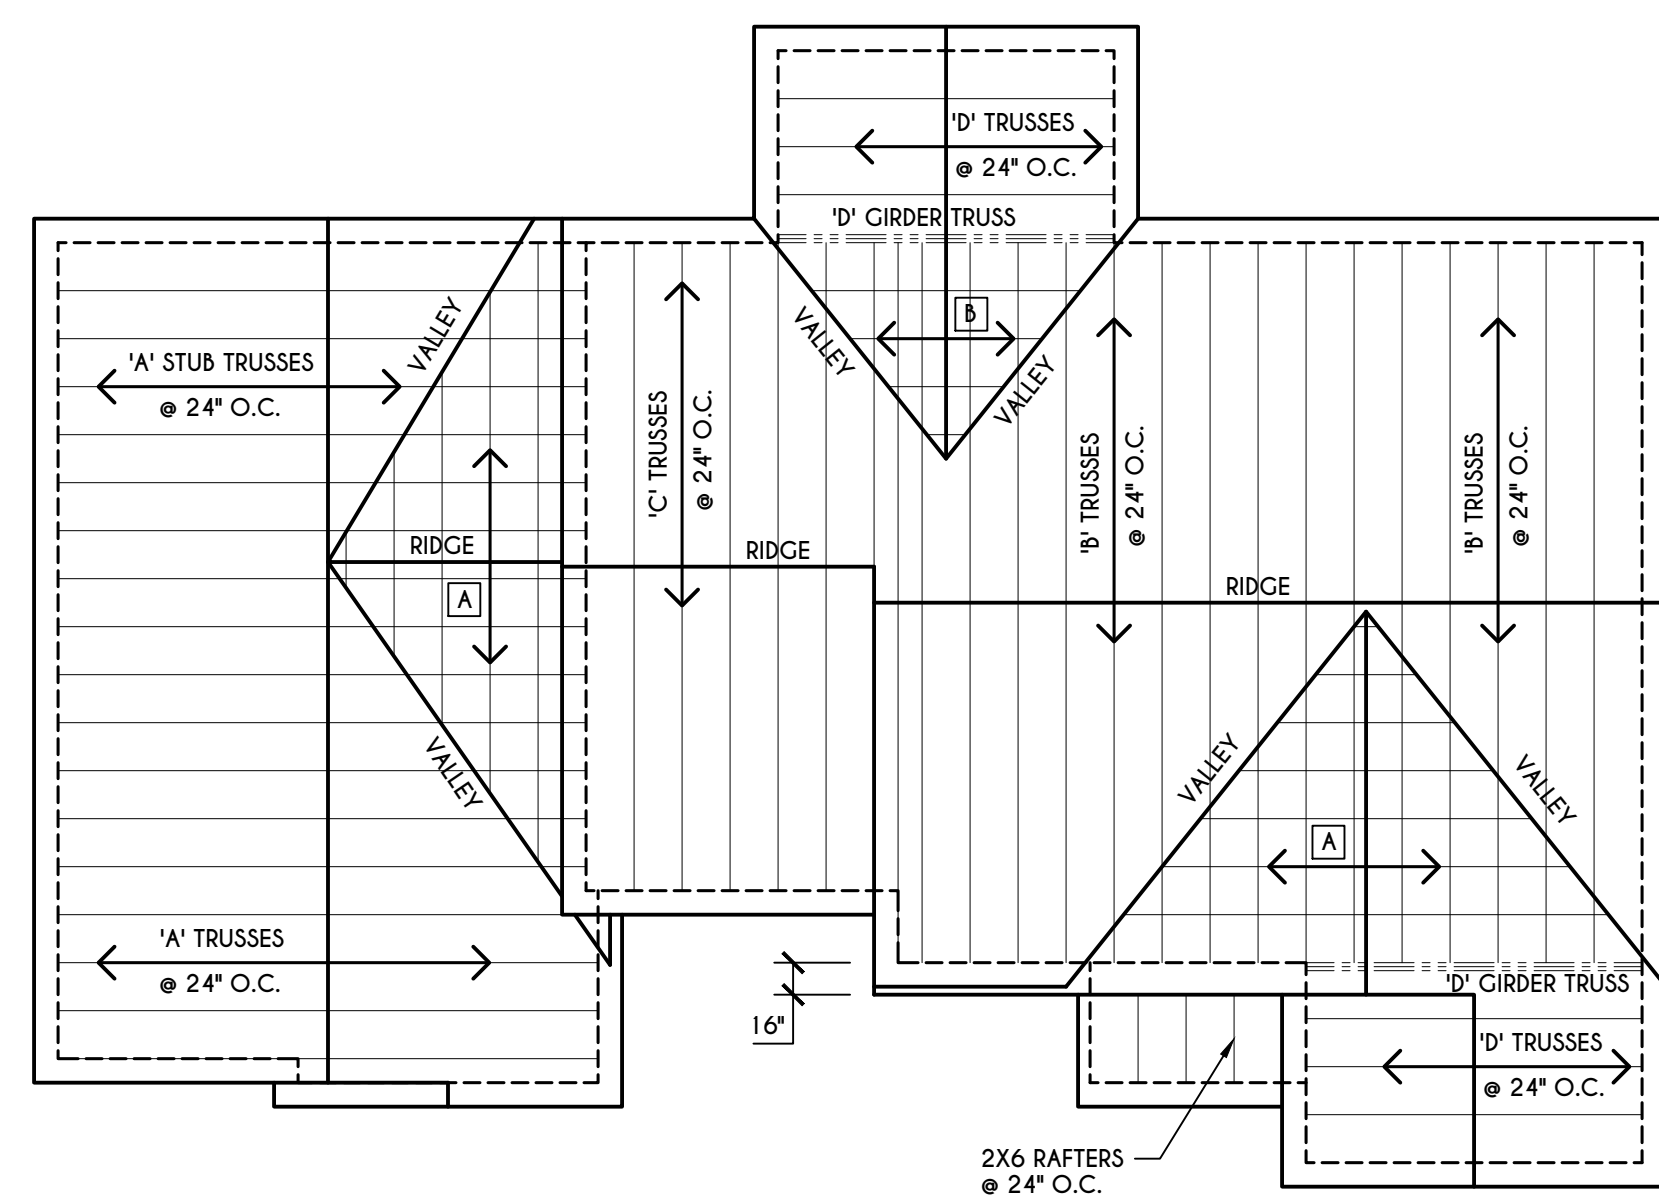 'D' TRUSSES
@ 24" O.C.
'D' GIRDER TRUSS
VALLEY
'A' STUB TRUSSES
@ 24" O.C.
RIDGE
A
VALLEY
'A' TRUSSES
@ 24" O.C.
'C' TRUSSES
@ 24" O.C.
RIDGE
VALLEY
B
VALLEY
'B' TRUSSES
@ 24" O.C.
'B' TRUSSES
@ 24" O.C.
RIDGE
VALLEY
VALLEY
A
'D' GIRDER TRUSS
16"
'D' TRUSSES
@ 24" O.C.
2X6 RAFTERS
@ 24" O.C.